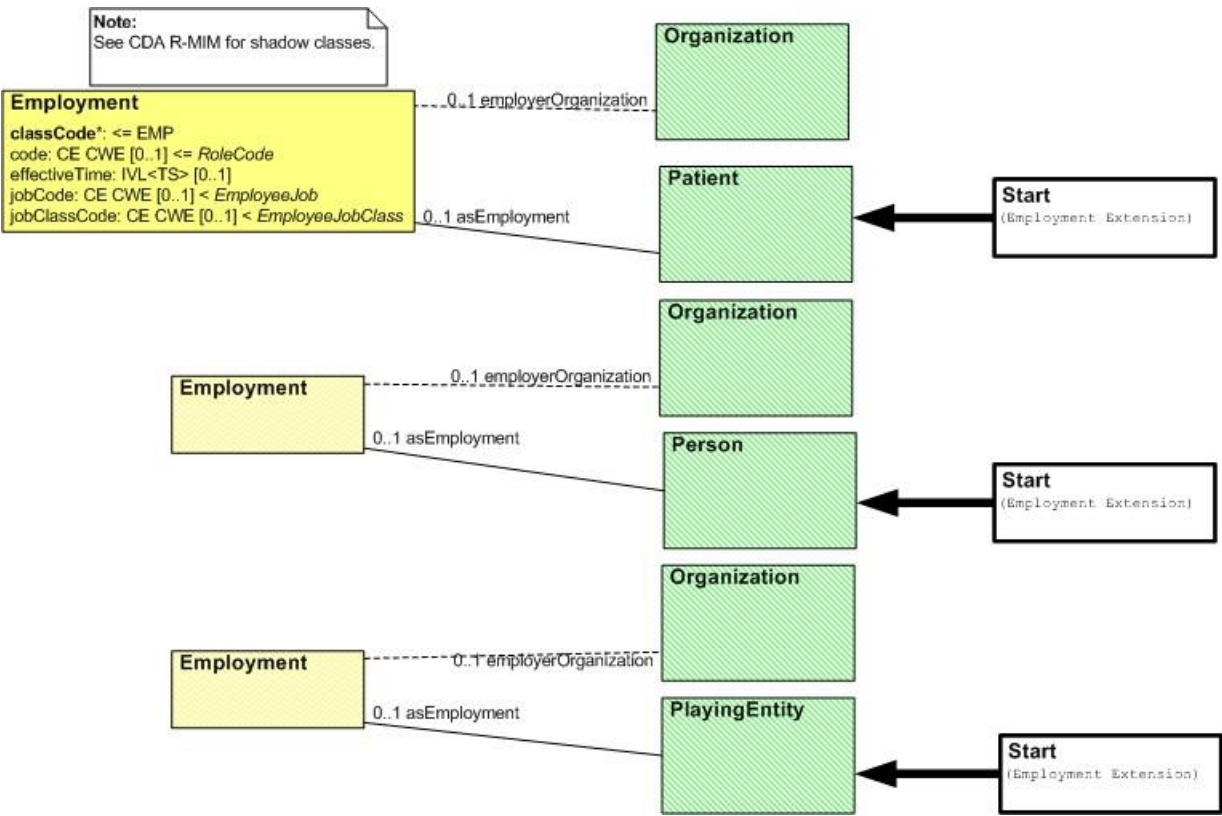 Note:
See CDA R-MIM for shadow classes.
Organization
Employment
classCode*: <= EMP
code: CE CWE [0..1] <= RoleCode
effectiveTime: IVL<TS> [0..1]
jobCode: CE CWE [0..1] < EmployeeJob
jobClassCode: CE CWE [0..1] < EmployeeJobClass
0..1 employerOrganization
Patient
0..1 asEmployment
Start
(Employment Extension)
Organization
Employment
0..1 employerOrganization
0..1 asEmployment
Person
Start
(Employment Extension)
Organization
Employment
0..1 employerOrganization
0..1 asEmployment
PlayingEntity
Start
(Employment Extension)